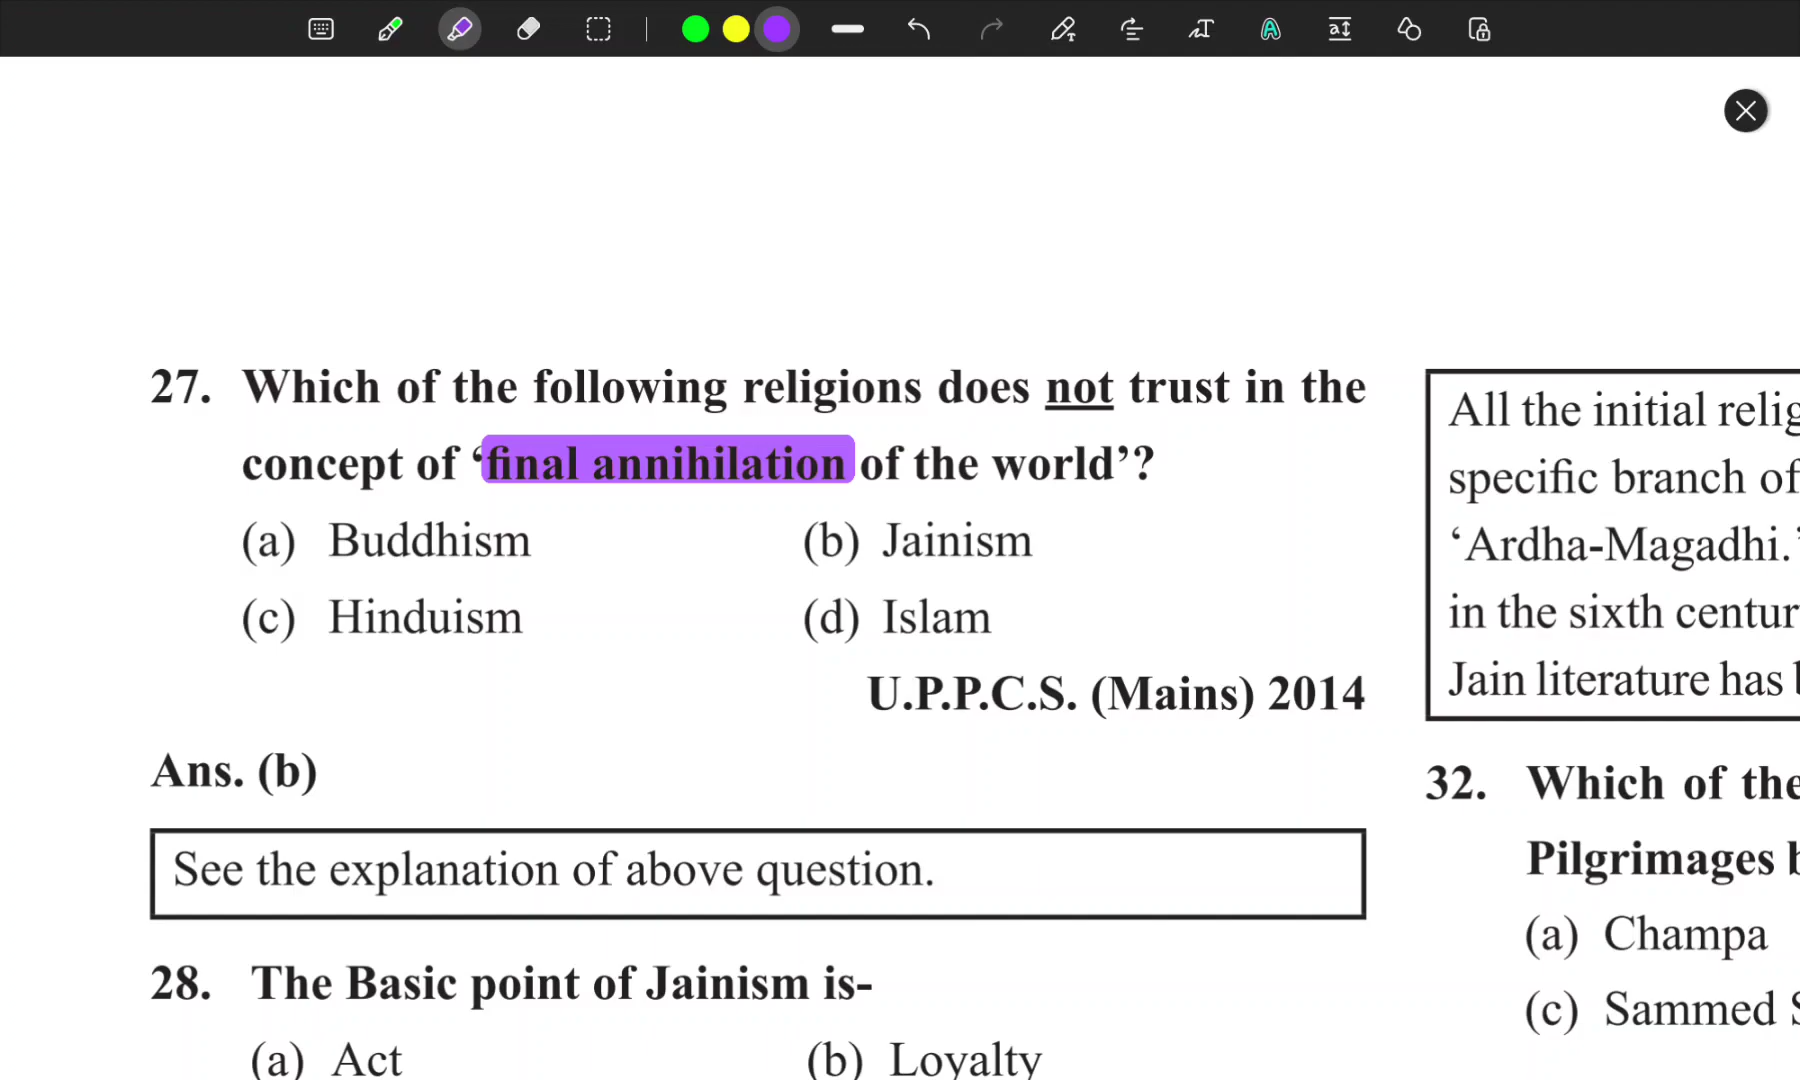 27. Which of the following religions does not trust in the
concept of ‘final annihilation of the world’?
(a) Buddhism (b) Jainism
(c) Hinduism (d) Islam
U.P.P.C.S. (Mains) 2014
Ans. (b)
See the explanation of above question.
28. The Basic point of Jainism is-
(a) Act (b) Loyalty
All the initial
specific branch of
‘Ardha-Magadhi.’
in the sixth
Jain literature has
32. Which of the
Pilgrimages
(a) Champa
(c) Sammed